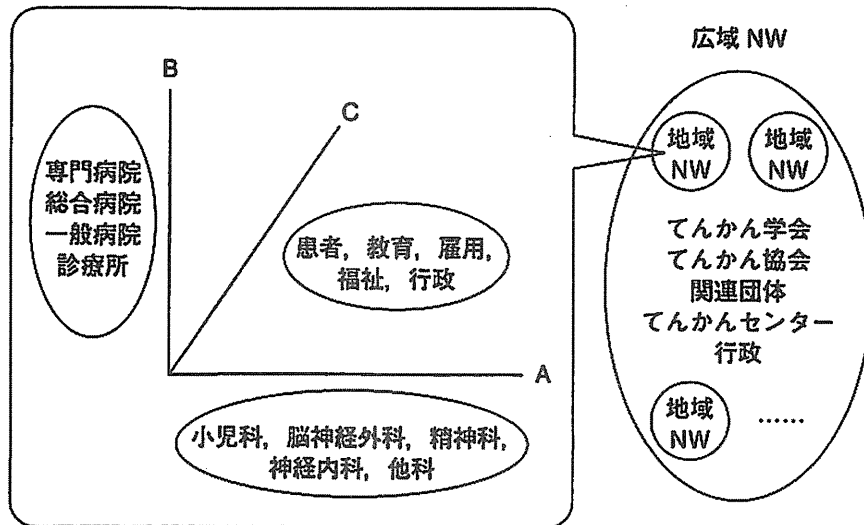 広域 NW
B
C
専門病院
総合病院
一般病院
診療所
患者, 教育, 雇用,
福祉, 行政
A
小児科, 脳神経外科, 精神科,
神経内科, 他科
地域
NW
地域
NW
てんかん学会
てんかん協会
関連団体
てんかんセンター
行政
地域
NW
……